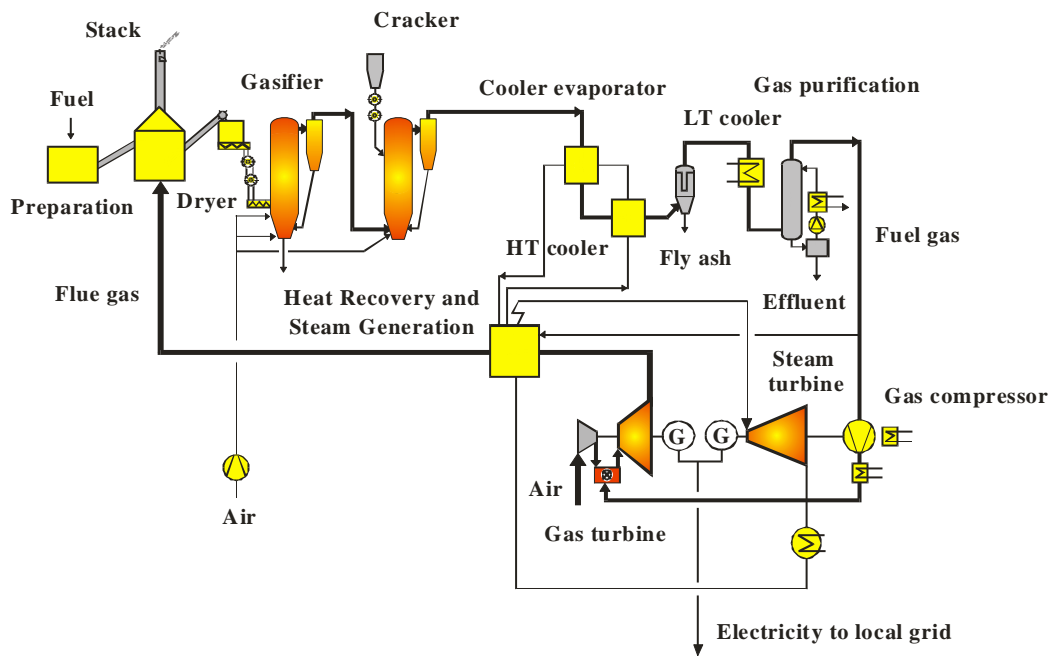 Cracker
Stack
Gasifier
Gas purification
Cooler evaporator
Fuel
LT cooler
Preparation
Dryer
HT cooler
Fly ash
Fuel gas
Flue gas
Heat Recovery and
Steam Generation
Effluent
Steam
turbine
Gas compressor
G
G
Air
Air
Gas turbine
Electricity to local grid